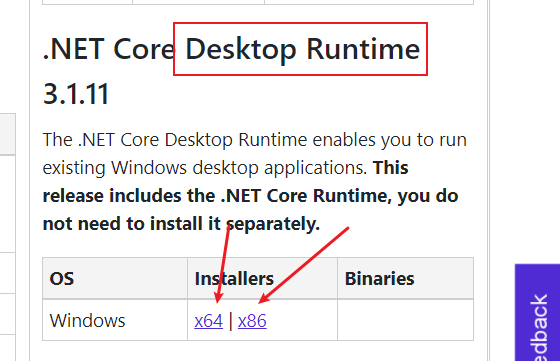 .NET Core Desktop Runtime
3.1.11
The .NET Core Desktop Runtime enables you to run
existing Windows desktop applications. This
release includes the .NET Core Runtime, you do
not need to install it separately.
OS Installers Binaries
Windows x64 | x86
edback